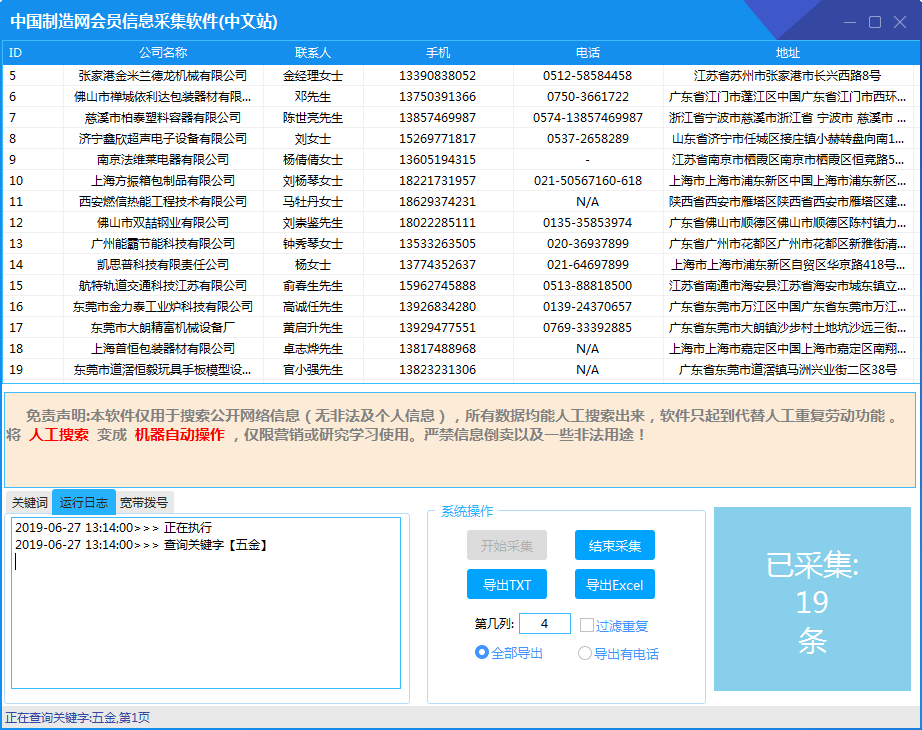 中国制造网会员信息采集软件(中文站)
ID 公司名称 联系人 手机 电话 地址
5 张家港金米兰德龙机械有限公司 金经理女士 13390838052 0512-58584458 江苏省苏州市张家港市长兴西路8号
6 佛山市禅城依利达包装器材有限... 邓先生 13750391366 0750-3661722 广东省江门市蓬江区中国广东省江门市西环...
7 慈溪市柏泰塑料容器有限公司 陈世亮先生 13857469987 0574-13857469987 浙江省宁波市慈溪市浙江省 宁波市 慈溪市 ...
8 济宁鑫欣超声电子设备有限公司 刘女士 15269771817 0537-2658289 山东省济宁市任城区接庄镇小赫转盘向南1...
9 南京法维莱电器有限公司 杨倩倩女士 13605194315 - 江苏省南京市栖霞区南京市栖霞区恒竞路5...
10 上海方振箱包制品有限公司 刘杨琴女士 18221731957 021-50567160-618 上海市上海市浦东新区中国上海市浦东新区...
11 西安燃信热能工程技术有限公司 马牡丹女士 18629374231 N/A 陕西省西安市雁塔区陕西省西安市雁塔区建...
12 佛山市双喆钢业有限公司 刘崇鉴先生 18022285111 0135-35853974 广东省佛山市顺德区佛山市顺德区陈村镇力...
13 广州能霸节能科技有限公司 钟秀琴女士 13533263505 020-36937899 广东省广州市花都区广州市花都区新雅街清...
14 凯思普科技有限责任公司 杨女士 13774352637 021-64697899 上海市上海市浦东新区自贸区华京路418号...
15 航特轨道交通科技江苏有限公司 俞春生先生 15962745888 0513-88818500 江苏省南通市海安县江苏省海安市城东镇立...
16 东莞市金力泰工业炉科技有限公司 高诚任先生 13926834280 0139-24370657 广东省东莞市万江区中国广东省东莞市万江...
17 东莞市大朗精富机械设备厂 黄启升先生 13929477551 0769-33392885 广东省东莞市大朗镇沙步村土地坑沙远三街...
18 上海首恒包装器材有限公司 卓志烨先生 13817488968 N/A 上海市上海市嘉定区中国上海市嘉定区南翔...
19 东莞市道滘恒毅玩具手板模型设... 官小强先生 13823231306 N/A 广东省东莞市道滘镇马洲兴业街二区38号
免责声明:本软件仅用于搜索公开网络信息（无非法及个人信息），所有数据均能人工搜索出来，软件只起到代替人工重复劳动功能 。
将 人工搜索 变成 机器自动操作 ，仅限营销或研究学习使用。严禁信息倒卖以及一些非法用途！
关键词 运行日志 宽带拨号
2019-06-27 13:14:00>>> 正在执行
2019-06-27 13:14:00>>> 查询关键字【五金】
系统操作
开始采集 结束采集
导出TXT 导出Excel
第几列: 4 过滤重复
全部导出 导出有电话
已采集:
19
条
正在查询关键字:五金,第1页